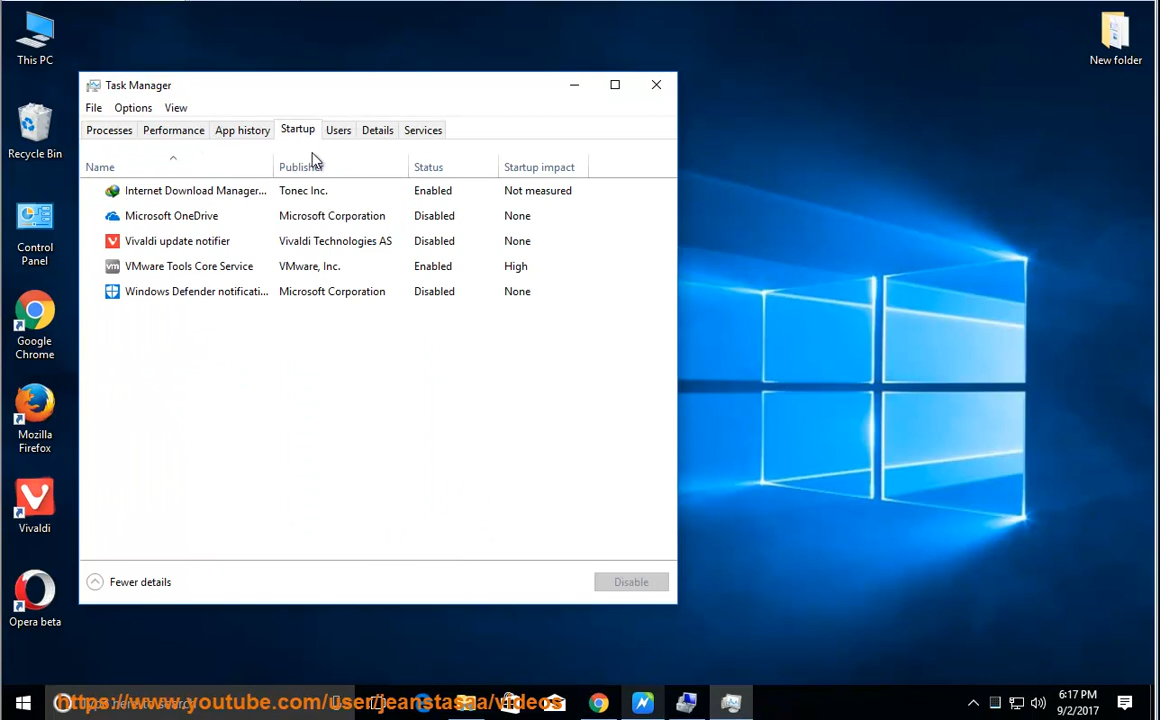 This PC
New folder
Task Manager
File Options View
Recycle Bin
Processes Performance App history Startup Users Details Services
Name Publisher Status Startup impact
Internet Download Manager... Tonec Inc. Enabled Not measured
Microsoft OneDrive Microsoft Corporation Disabled None
Vivaldi update notifier Vivaldi Technologies AS Disabled None
VMware Tools Core Service VMware, Inc. Enabled High
Windows Defender notificati... Microsoft Corporation Disabled None
Control
Panel
Google
Chrome
Mozilla
Firefox
Vivaldi
Opera beta
Fewer details Disable
https://www.youtube.com/user/jeanstasaa/videos
6:17 PM
9/2/2017